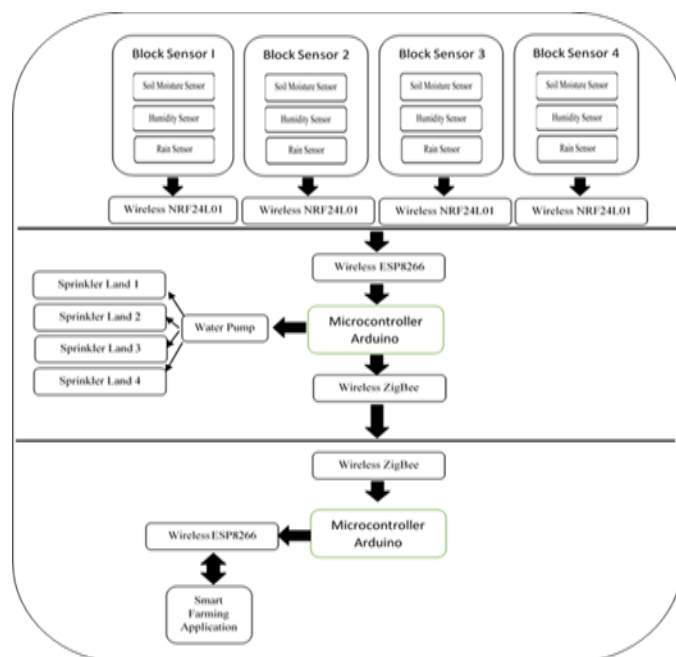 Block Sensor 1
Soil Moisture Sensor
Humidity Sensor
Rain Sensor
Wireless NRF24L01
Block Sensor 2
Soil Moisture Sensor
Humidity Sensor
Rain Sensor
Wireless NRF24L01
Block Sensor 3
Soil Moisture Sensor
Humidity Sensor
Rain Sensor
Wireless NRF24L01
Block Sensor 4
Soil Moisture Sensor
Humidity Sensor
Rain Sensor
Wireless NRF24L01
Wireless ESP8266
Microcontroller
Arduino
Water Pump
Sprinkler Land 1
Sprinkler Land 2
Sprinkler Land 3
Sprinkler Land 4
Wireless ZigBee
Wireless ZigBee
Microcontroller
Arduino
Wireless ESP8266
Smart
Farming
Application